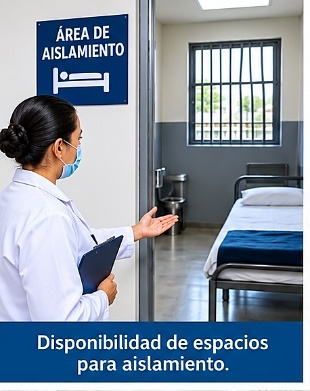 ÁREA DE
AISLAMIENTO
Disponibilidad de espacios
para aislamiento.